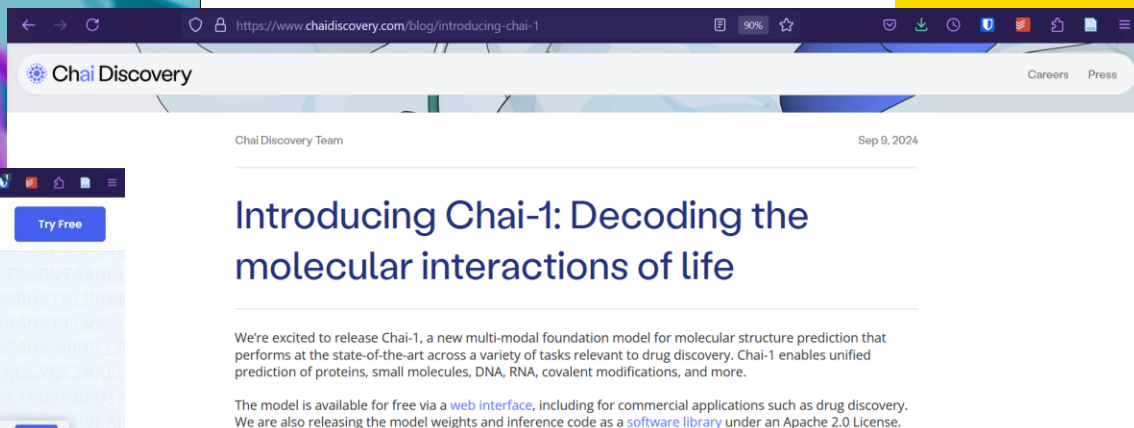 https://www.chaidiscovery.com/blog/introducing-chai-1
90%
Chai Discovery
Careers Press
Chai Discovery Team
Sep 9, 2024
Try Free
Introducing Chai-1: Decoding the
molecular interactions of life
We're excited to release Chai-1, a new multi-modal foundation model for molecular structure prediction that
performs at the state-of-the-art across a variety of tasks relevant to drug discovery. Chai-1 enables unified
prediction of proteins, small molecules, DNA, RNA, covalent modifications, and more.
The model is available for free via a web interface, including for commercial applications such as drug discovery.
We are also releasing the model weights and inference code as a software library under an Apache 2.0 License.